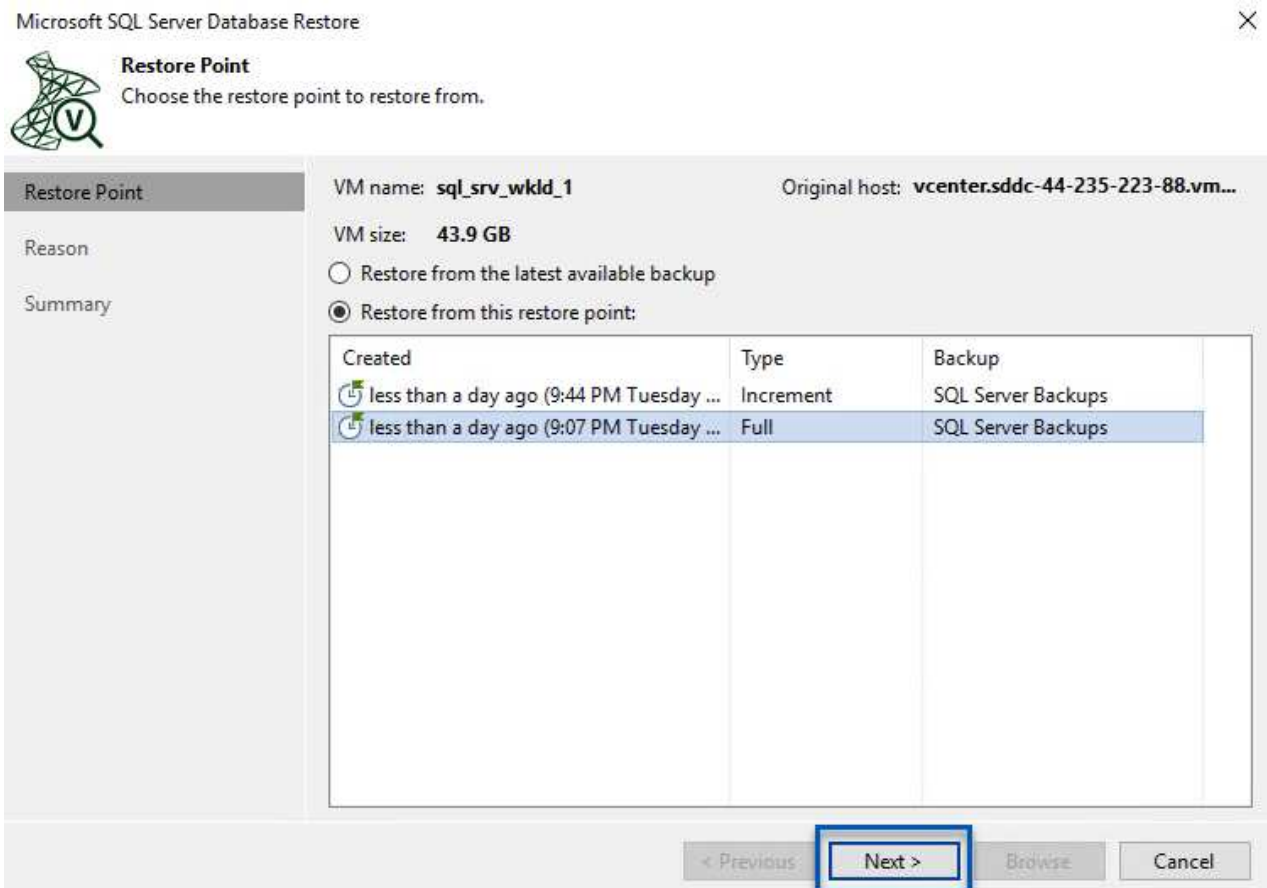 Microsoft SQL Server Database Restore
Restore Point
Choose the restore point to restore from.
V
Restore Point
Reason
Summary
VM name: sql_srv_wkld_1 Original host: vcenter.sddc-44-235-223-88.vm...
VM size: 43.9 GB
Restore from the latest available backup
Restore from this restore point:
Created Type Backup
less than a day ago (9:44 PM Tuesday ... Increment SQL Server Backups
less than a day ago (9:07 PM Tuesday ... Full SQL Server Backups
< Previous Next > Browse Cancel